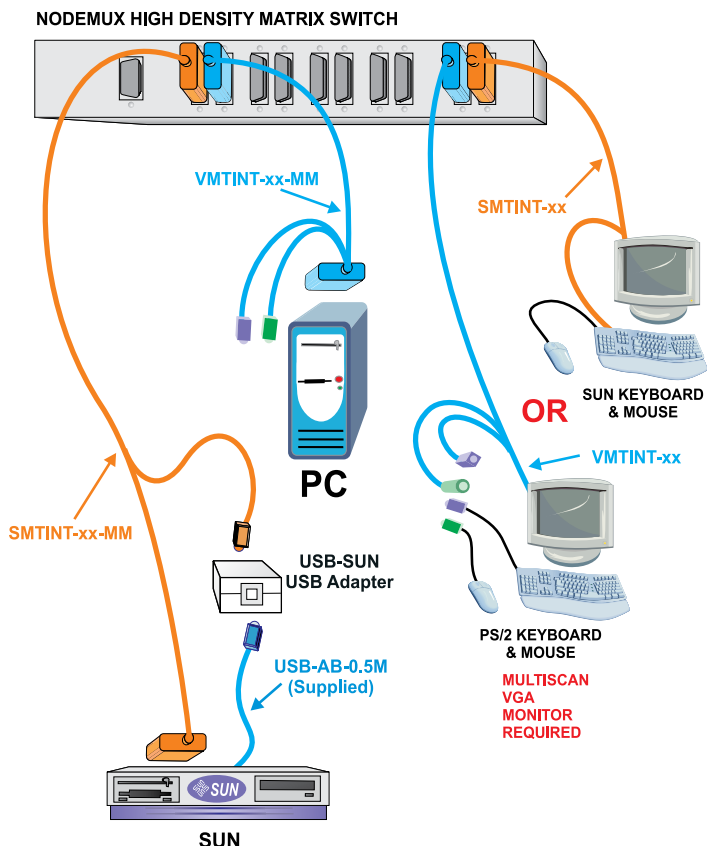 NODEMUX HIGH DENSITY MATRIX SWITCH
VMTINT-xx-MM
SMTINT-xx
SUN KEYBOARD
& MOUSE
OR
PC
VMTINT-xx
SMTINT-xx-MM
USB-SUN
USB Adapter
PS/2 KEYBOARD
& MOUSE
USB-AB-0.5M
(Supplied)
MULTISCAN
VGA
MONITOR
REQUIRED
SUN
SUN